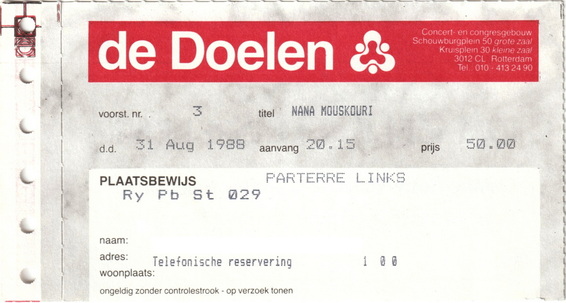 de Doelen
Concert- en congresgebouw
Schouwburgplein 50 grote zaal
Kruisplein 30 kleine zaal
3012 CL Rotterdam
Tel. 010 - 413 24 90
voorst. nr. 3 titel NANA MOUSKOURI
d.d. 31 Aug 1988 aanvang 20.15 prijs 50.00
PLAATSBEWIJS PARTERRE LINKS
Ry Pb St 029
naam:
adres: Telefonische reservering 1 0 0
woonplaats:
ongeldig zonder controlestrook - op verzoek tonen